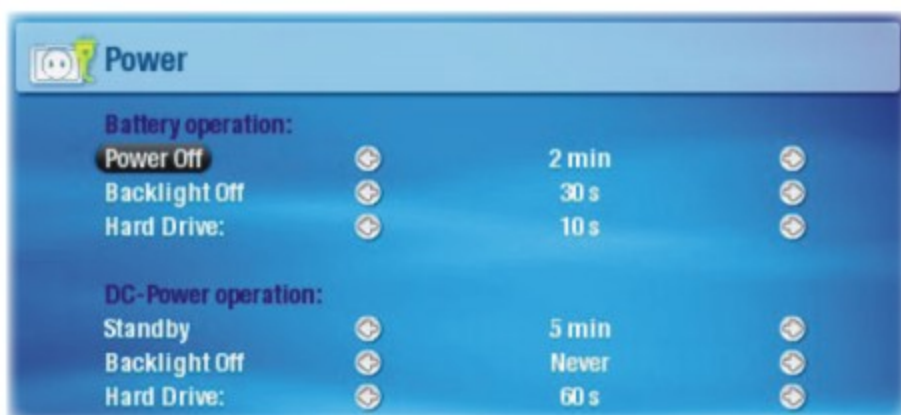 Power
Battery operation:
Power Off 2 min
Backlight Off 30 s
Hard Drive: 10 s
DC-Power operation:
Standby 5 min
Backlight Off Never
Hard Drive: 60 s